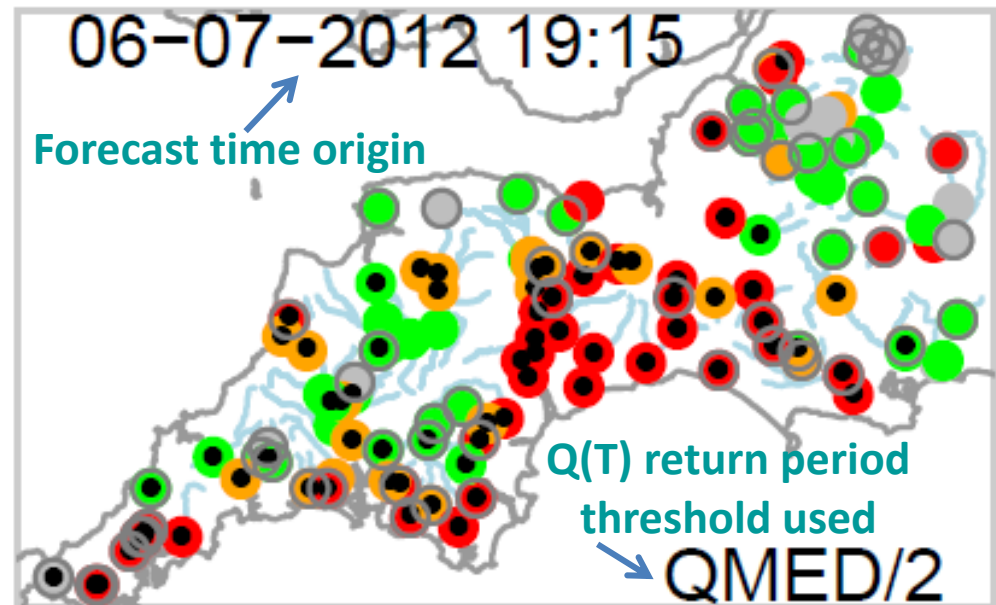 06−07−2012 19:15
Forecast time origin
Q(T) return period
threshold used
QMED/2